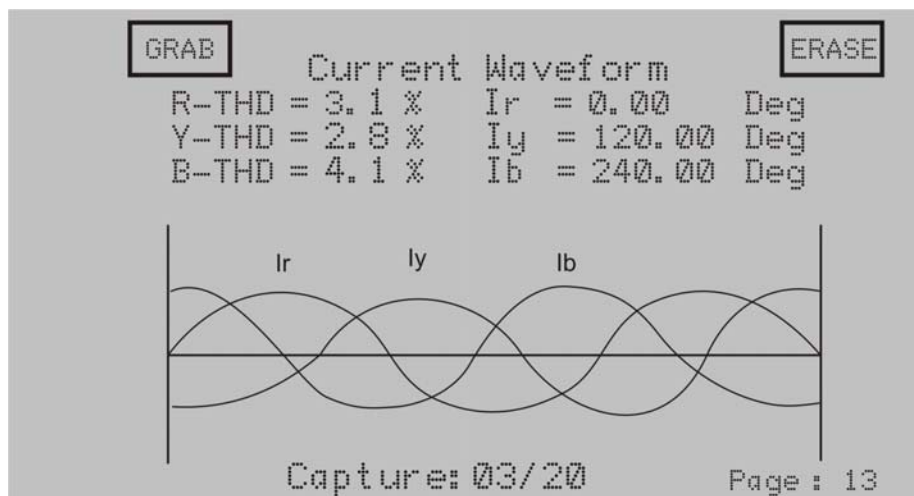 GRAB
ERASE
Current Waveform
R-THD = 3.1 % Ir = 0.00 Deg
Y-THD = 2.8 % Iy = 120.00 Deg
B-THD = 4.1 % Ib = 240.00 Deg
Ir Iy Ib
Capture: 03/20
Page : 13